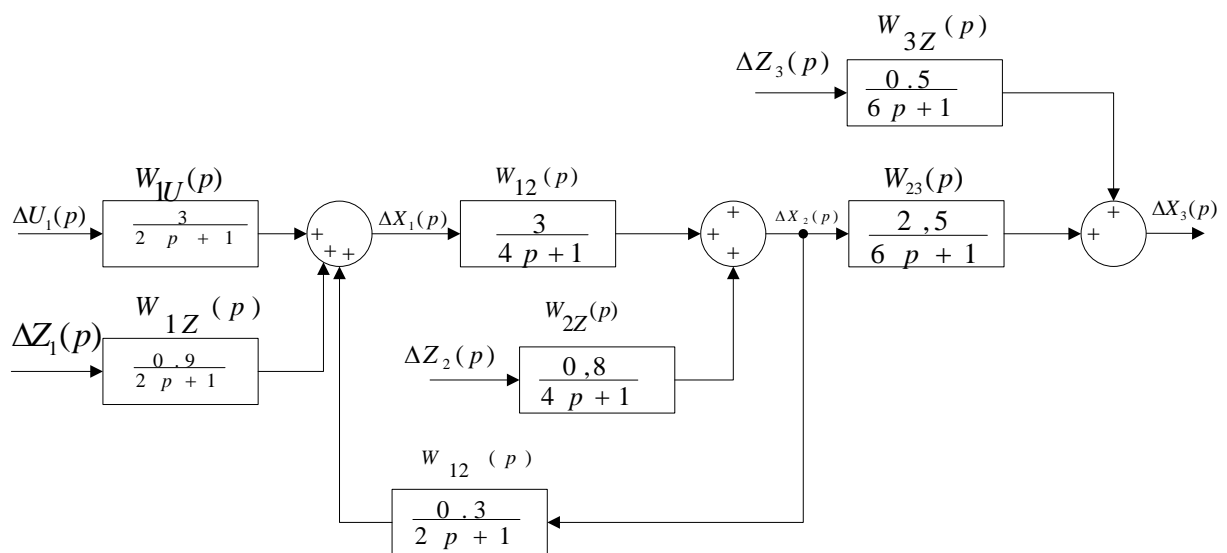 W3Z(p)
ΔZ3(p)
0.5
6 p + 1
W1U(p)
W12(p)
W23(p)
ΔU1(p)
3
2 p + 1
+
+
+
ΔX1(p)
3
4 p + 1
+
+
+
ΔX2(p)
2,5
6 p + 1
+
+
ΔX3(p)
W1Z(p)
ΔZ1(p)
0.9
2 p + 1
W2Z(p)
ΔZ2(p)
0,8
4 p + 1
W12(p)
0.3
2 p + 1